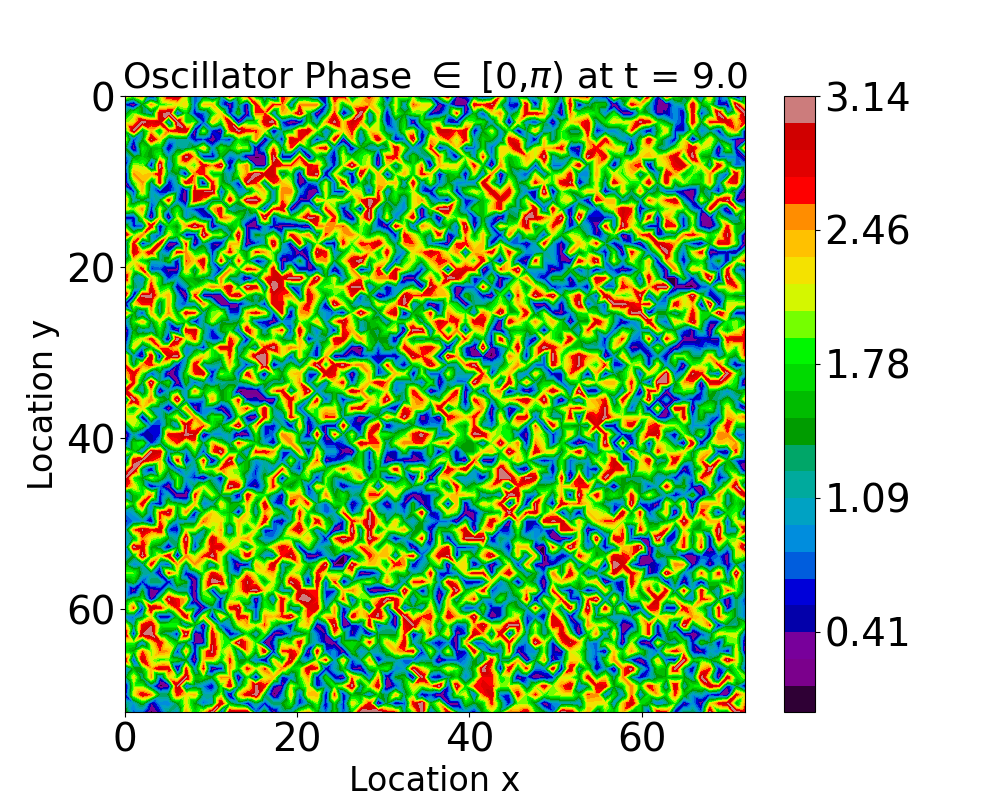 Oscillator Phase ∈ [0,π) at t = 9.0
0
20
40
60
Location y
0 20 40 60
Location x
3.14
2.46
1.78
1.09
0.41